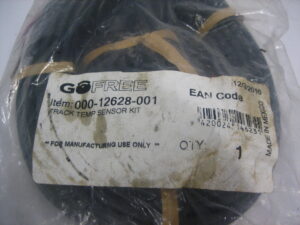 GOFREE
item: 000-12628-001
FRACK TEMP SENSOR KIT
** FOR MANUFACTURING USE ONLY **
EAN Code
QTY:
1
MADE IN MEXICO